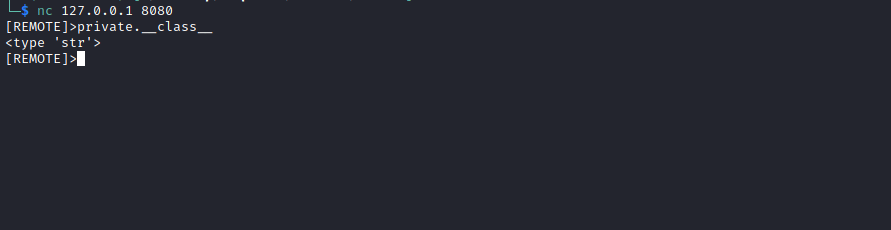 └─$ nc 127.0.0.1 8080
[REMOTE]>private.__class__
<type 'str'>
[REMOTE]>